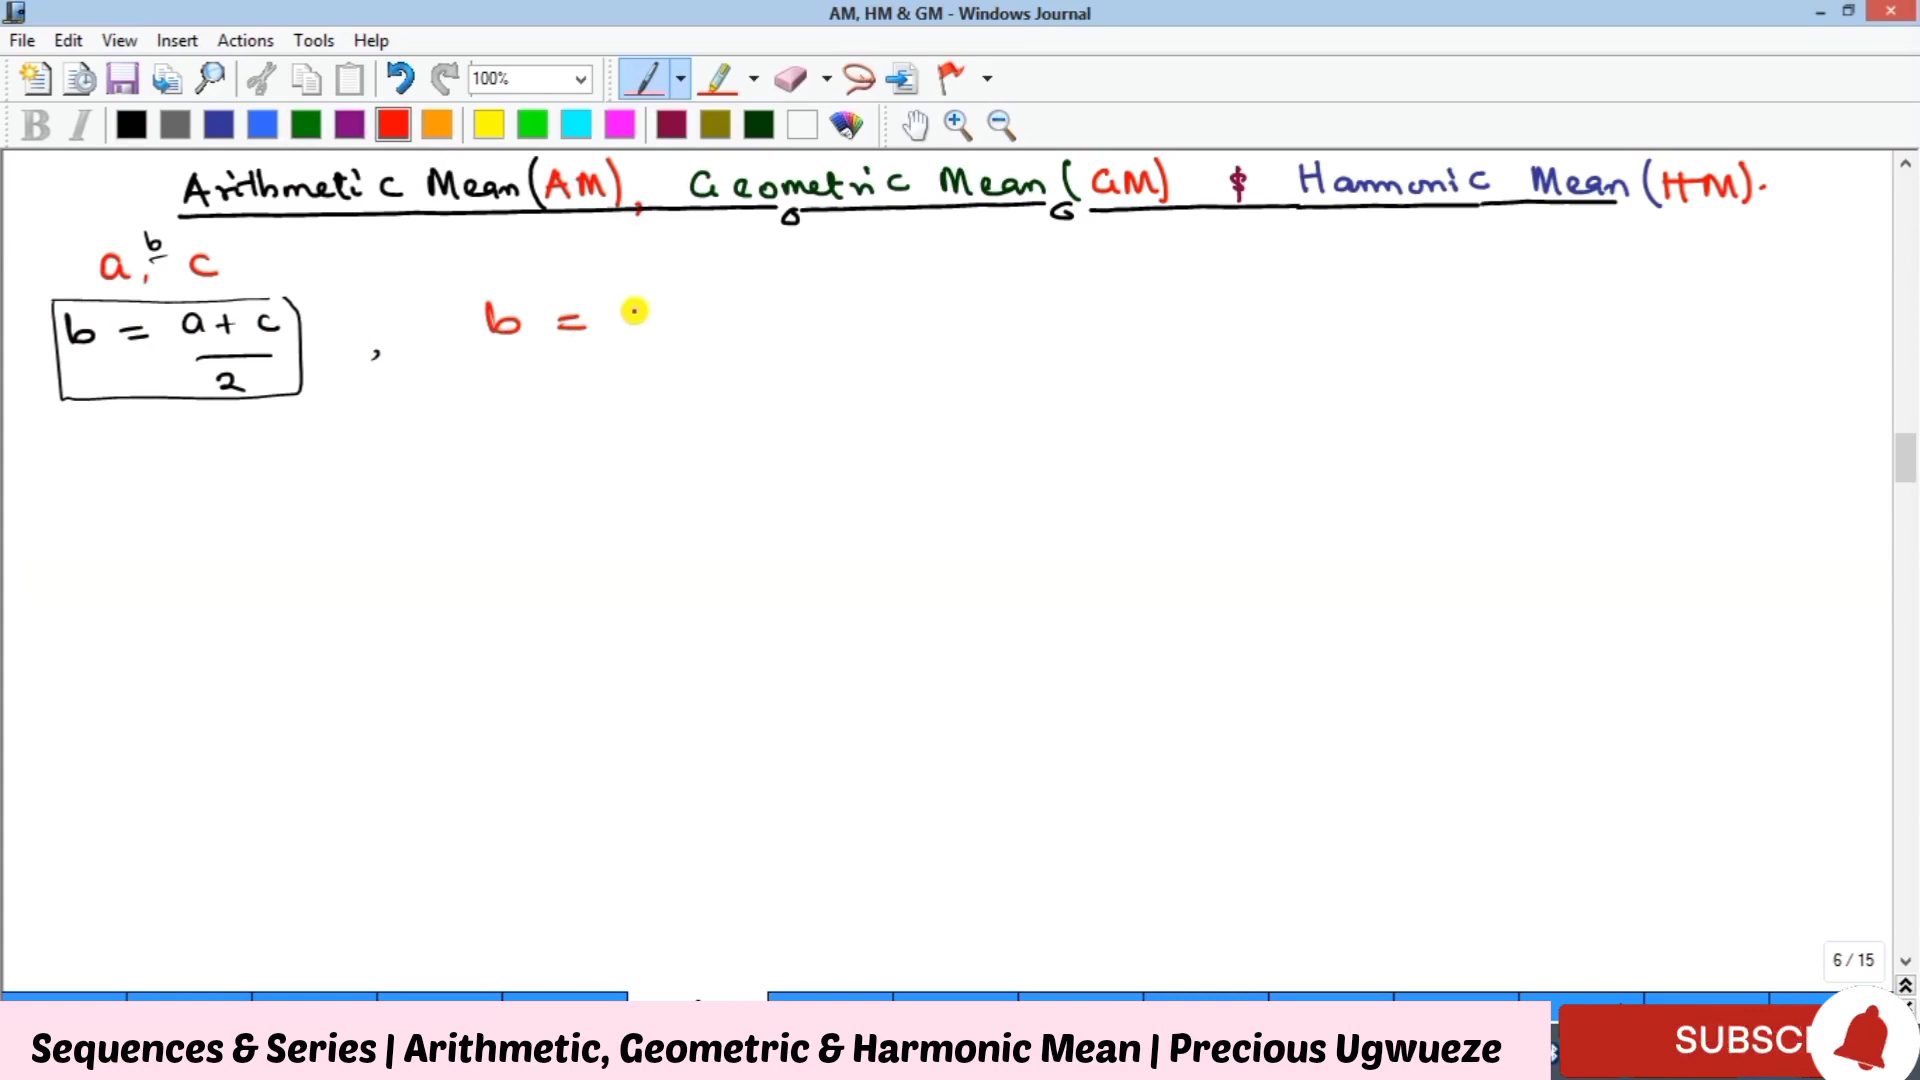 AM, HM & GM - Windows Journal
File Edit View Insert Actions Tools Help
100%
B I
Arithmetic Mean (AM), Geometric Mean (GM) $ Harmonic Mean (HM).
b
a, c
b = a + c
2
,
b =
6 / 15
Sequences & Series | Arithmetic, Geometric & Harmonic Mean | Precious Ugwueze
SUBSC